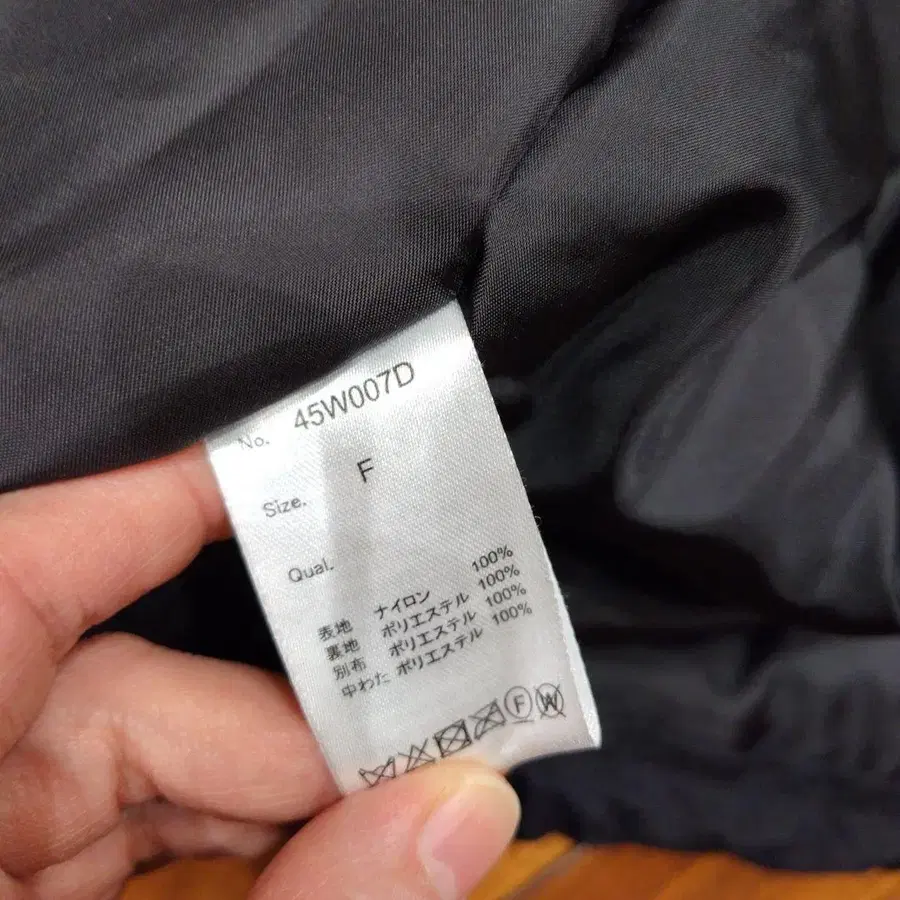 No. 45W007D
Size. F
Qual.
表地 ナイロン 100%
裏地 ポリエステル 100%
別布 ポリエステル 100%
中わた ポリエステル 100%
F W